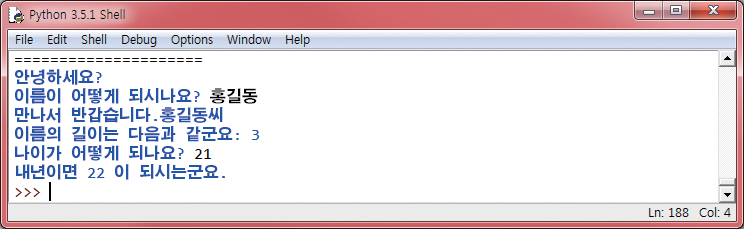 Python 3.5.1 Shell
File Edit Shell Debug Options Window Help
=====================
안녕하세요?
이름이 어떻게 되시나요? 홍길동
만나서 반갑습니다.홍길동씨
이름의 길이는 다음과 같군요: 3
나이가 어떻게 되나요? 21
내년이면 22 이 되시는군요.
>>>
Ln: 188 Col: 4